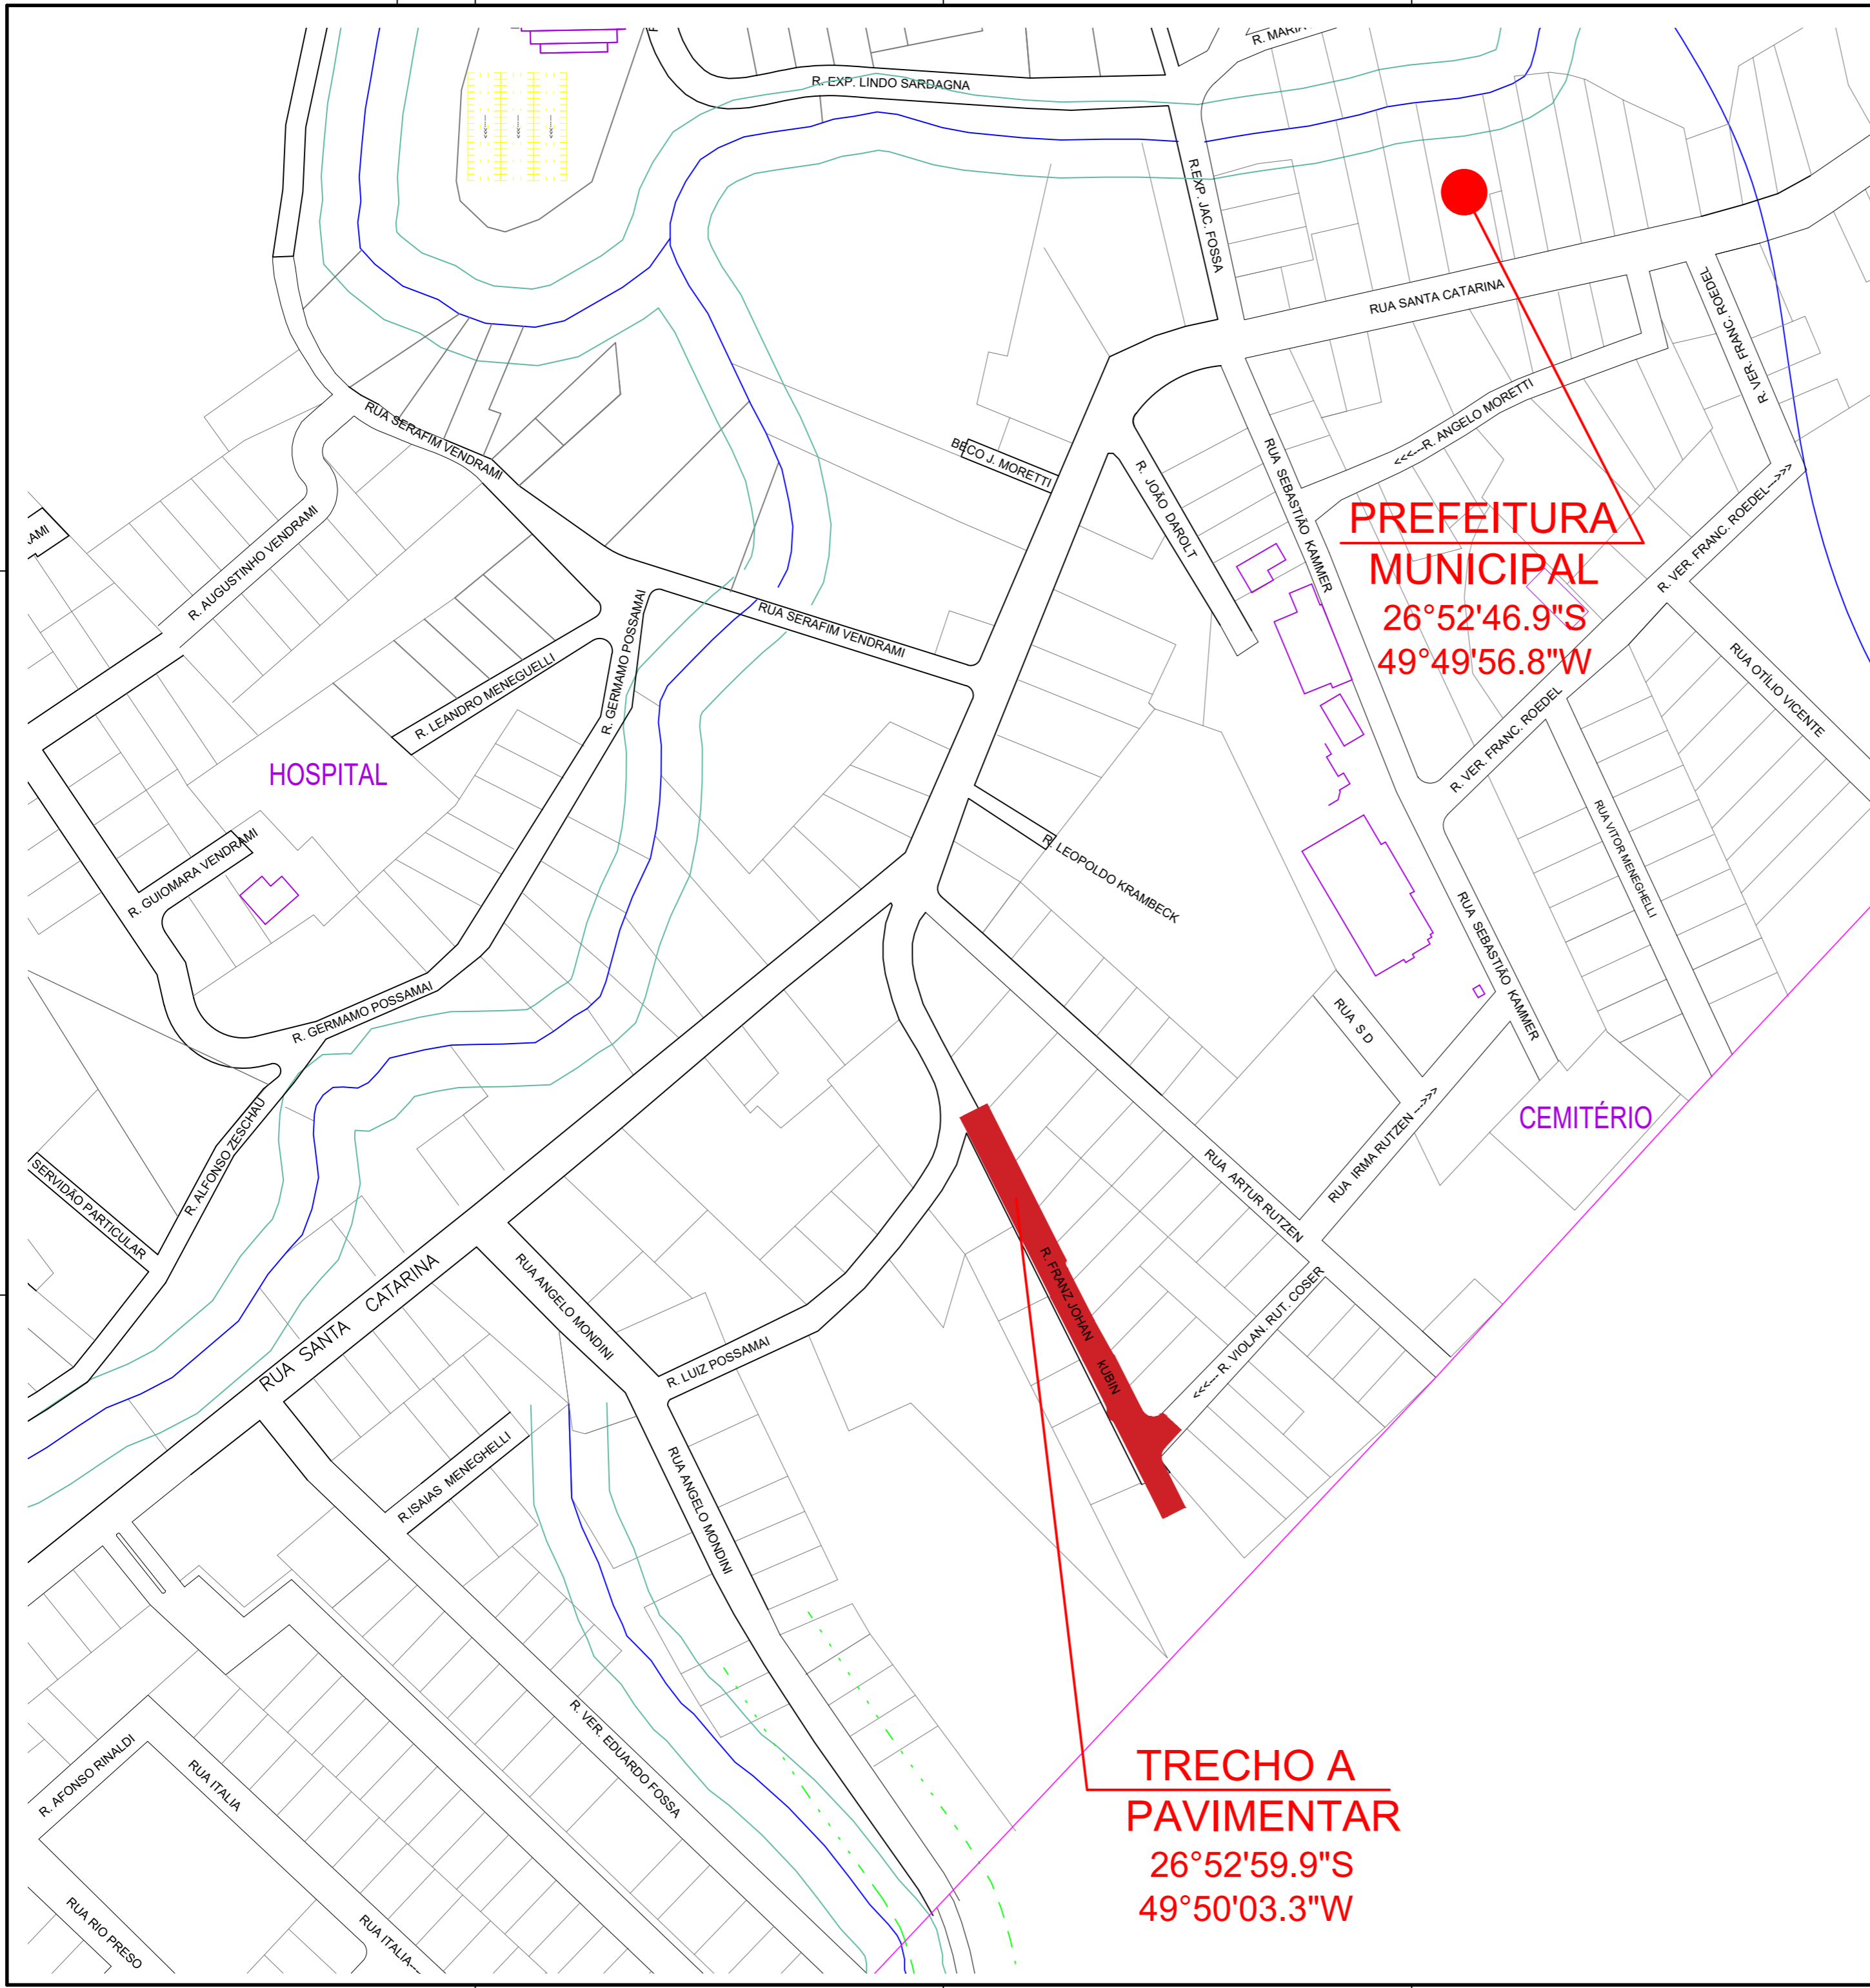 R. MARIA
R. EXP. LINDO SARDAGNA
R.EXP. JAC. FOSSA
RUA SANTA CATARINA
R. VER. FRANC. ROEDEL
RUA SERAFIM VENDRAMI
BECO J. MORETTI
R. JOÃO DAROLT
RUA SEBASTIÃO KAMMER
<<<---R. ANGELO MORETTI
R. VER. FRANC. ROEDEL--->>>
PREFEITURA
MUNICIPAL
26°52'46.9"S
49°49'56.8"W
R. AUGUSTINHO VENDRAMI
R. GERMAMO POSSAMAI
RUA SERAFIM VENDRAMI
R. LEANDRO MENEGUELLI
RUA OTÍLIO VICENTE
R. VER. FRANC. ROEDEL
HOSPITAL
R. GUIOMARA VENDRAMI
R. LEOPOLDO KRAMBECK
RUA VITOR MENEGHELLI
RUA SEBASTIÃO KAMMER
R. GERMAMO POSSAMAI
RUA S D
CEMITÉRIO
R. ALFONSO ZESCHAU
SERVIDÃO PARTICULAR
RUA ARTUR RUTZEN
RUA IRMA RUTZEN --->>>
RUA SANTA CATARINA
RUA ANGELO MONDINI
R. FRANZ JOHAN KUBIN
<<<--- R. VIOLAN. RUT. COSER
R. LUIZ POSSAMAI
R.ISAIAS MENEGHELLI
RUA ANGELO MONDINI
R. VER. EDUARDO FOSSA
R. AFONSO RINALDI
RUA ITALIA
TRECHO A
PAVIMENTAR
26°52'59.9"S
49°50'03.3"W
RUA RIO PRESO
RUA ITALIA---